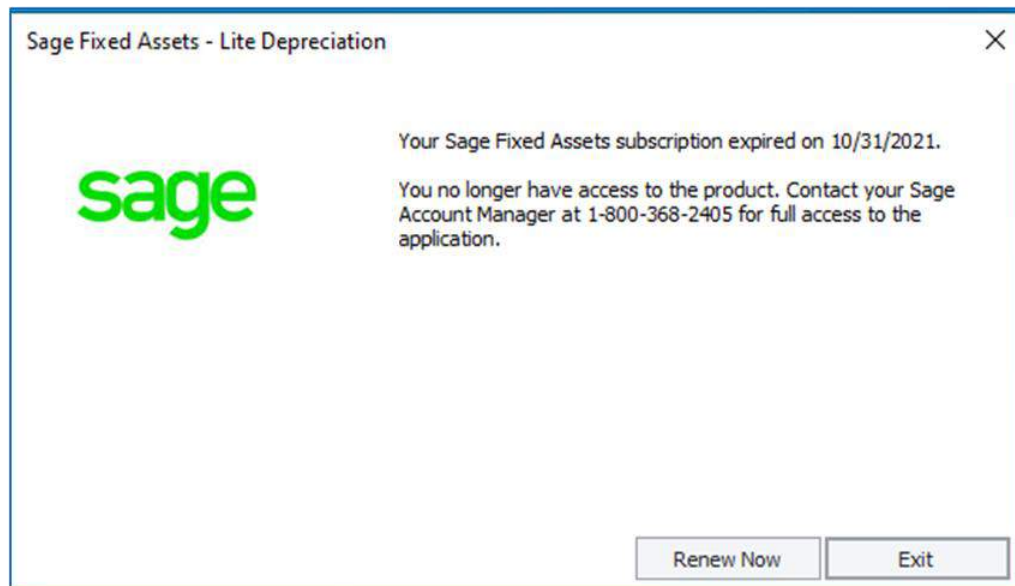 Sage Fixed Assets - Lite Depreciation
sage
Your Sage Fixed Assets subscription expired on 10/31/2021.
You no longer have access to the product. Contact your Sage
Account Manager at 1-800-368-2405 for full access to the
application.
Renew Now
Exit